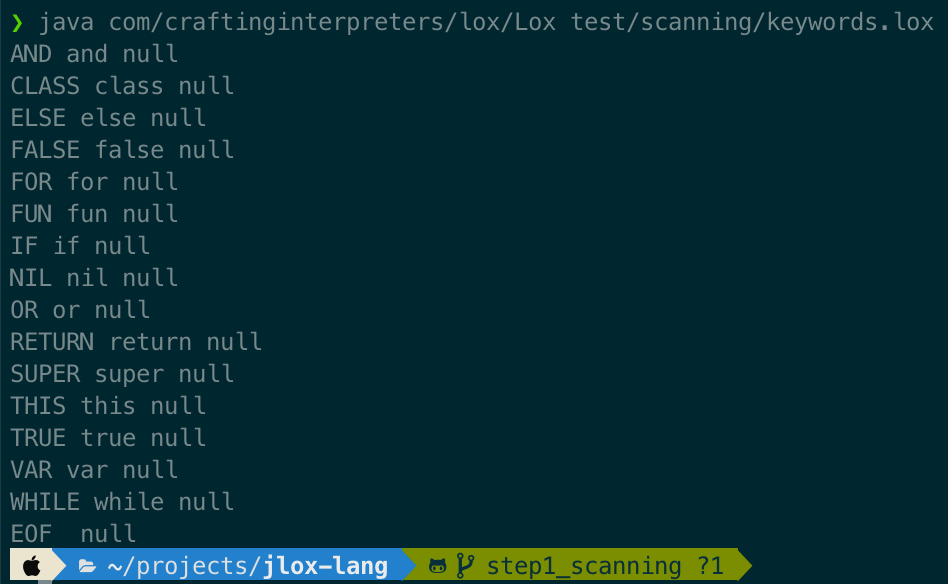 ❯ java com/craftinginterpreters/lox/Lox test/scanning/keywords.lox
AND and null
CLASS class null
ELSE else null
FALSE false null
FOR for null
FUN fun null
IF if null
NIL nil null
OR or null
RETURN return null
SUPER super null
THIS this null
TRUE true null
VAR var null
WHILE while null
EOF  null
~/projects/jlox-lang step1_scanning ?1